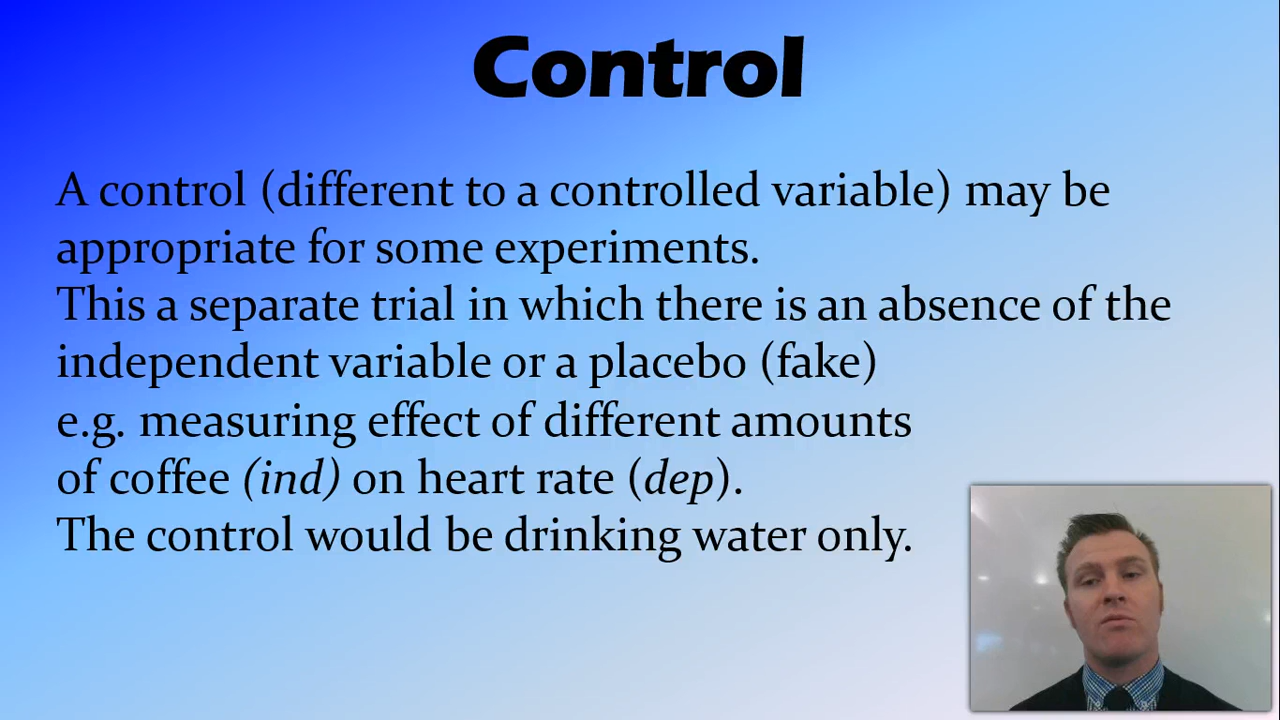 Control
A control (different to a controlled variable) may be
appropriate for some experiments.
This a separate trial in which there is an absence of the
independent variable or a placebo (fake)
e.g. measuring effect of different amounts
of coffee (ind) on heart rate (dep).
The control would be drinking water only.